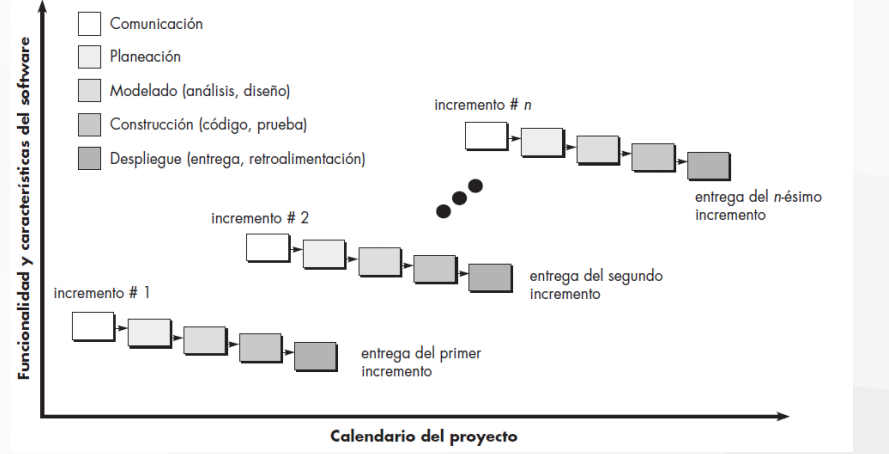 Funcionalidad y características del software
Comunicación
Planeación
Modelado (análisis, diseño)
Construcción (código, prueba)
Despliegue (entrega, retroalimentación)
incremento # n
entrega del n-ésimo
incremento
incremento # 2
entrega del segundo
incremento
incremento # 1
entrega del primer
incremento
Calendario del proyecto